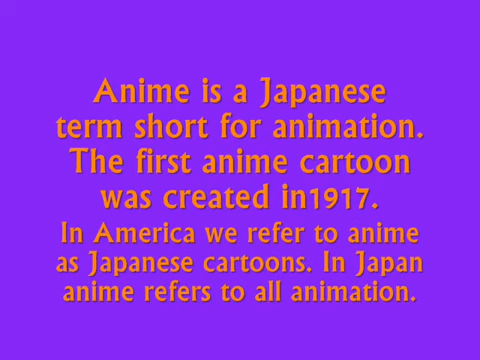 Anime is a Japanese
term short for animation.
The first anime cartoon
was created in1917.
In America we refer to anime
as Japanese cartoons. In Japan
anime refers to all animation.